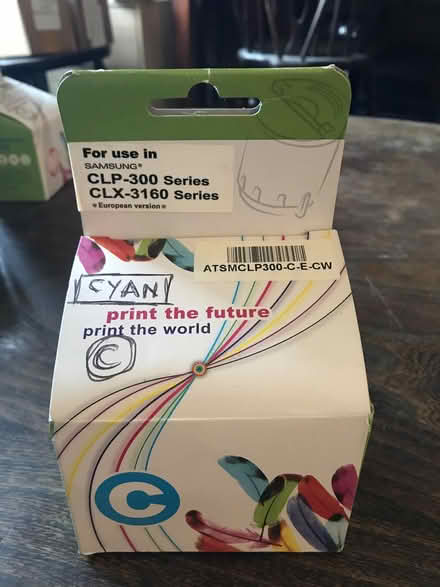 For use in
SAMSUNG®
CLP-300 Series
CLX-3160 Series
※European version※
ATSMCLP300-C-E-CW
CYAN
print the future
print the world
C
C